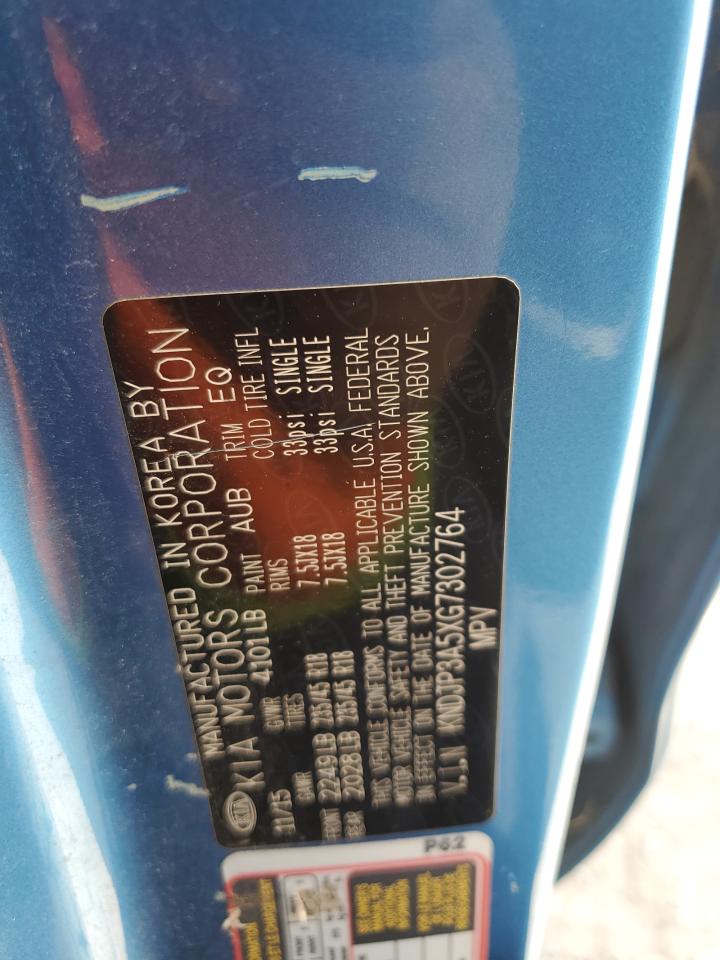 MANUFACTURED IN KOREA BY
KIA KIA MOTORS CORPORATION
11/15 GVWR 4101LB PAINT AUB TRIM EQ
GAWR TIRES RIMS COLD TIRE INFL
FRONT 2249LB 235/45 R18 7.5JX18 33psi SINGLE
REAR 2028LB 235/45 R18 7.5JX18 33psi SINGLE
THIS VEHICLE CONFORMS TO ALL APPLICABLE U.S.A. FEDERAL
MOTOR VEHICLE SAFETY AND THEFT PREVENTION STANDARDS
IN EFFECT ON THE DATE OF MANUFACTURE SHOWN ABOVE.
V.I.N KNDJP3A5XG7302764
MPV
P62